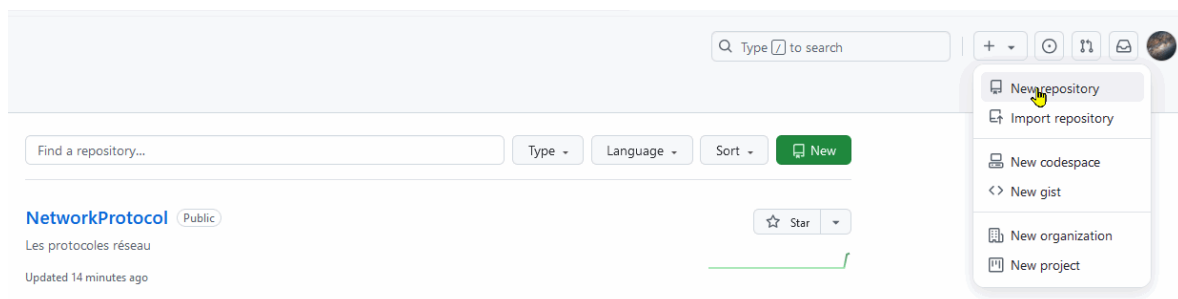 Type / to search
New repository
Import repository
New codespace
New gist
New organization
New project
Find a repository...
Type
Language
Sort
New
NetworkProtocol Public
Star
Les protocoles réseau
Updated 14 minutes ago